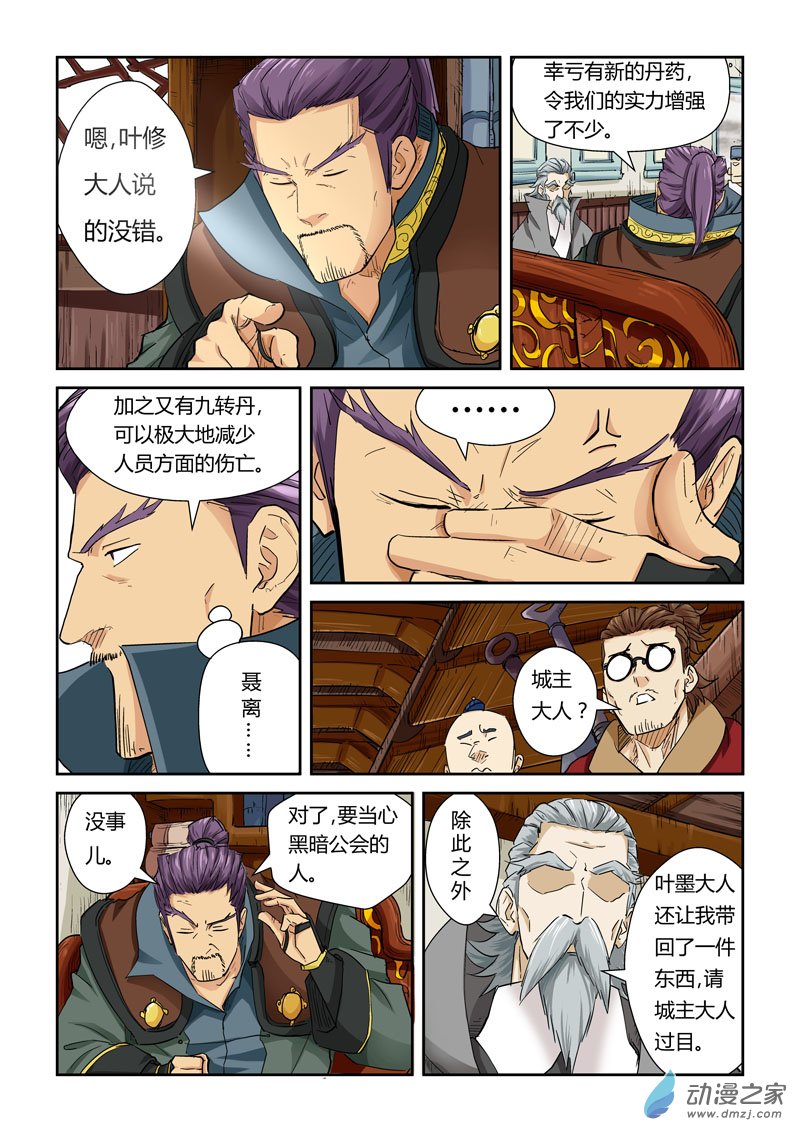 嗯，叶修
大人说
的没错。
幸亏有新的丹药，
令我们的实力增强
了不少。
加之又有九转丹，
可以极大地减少
人员方面的伤亡。
……
聂
离
……
城主
大人？
没事
儿。
对了，要当心
黑暗公会的
人。
除
此
之
外
叶墨大人
还让我带
回了一件
东西，请
城主大人
过目。
动漫之家
www.dmzj.com